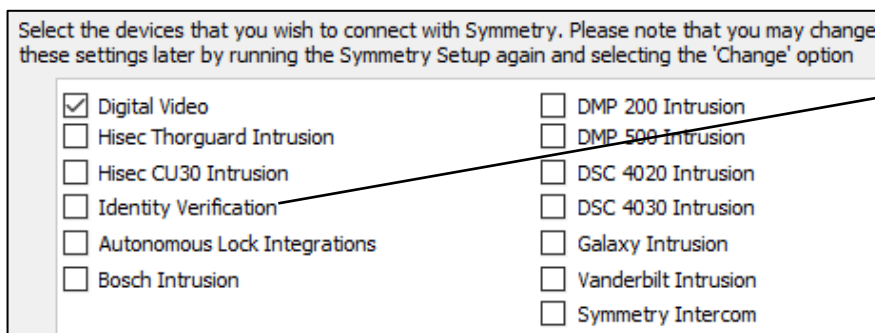 Select the devices that you wish to connect with Symmetry. Please note that you may change
these settings later by running the Symmetry Setup again and selecting the 'Change' option
Digital Video
Hisec Thorguard Intrusion
Hisec CU30 Intrusion
Identity Verification
Autonomous Lock Integrations
Bosch Intrusion
DMP 200 Intrusion
DMP 500 Intrusion
DSC 4020 Intrusion
DSC 4030 Intrusion
Galaxy Intrusion
Vanderbilt Intrusion
Symmetry Intercom